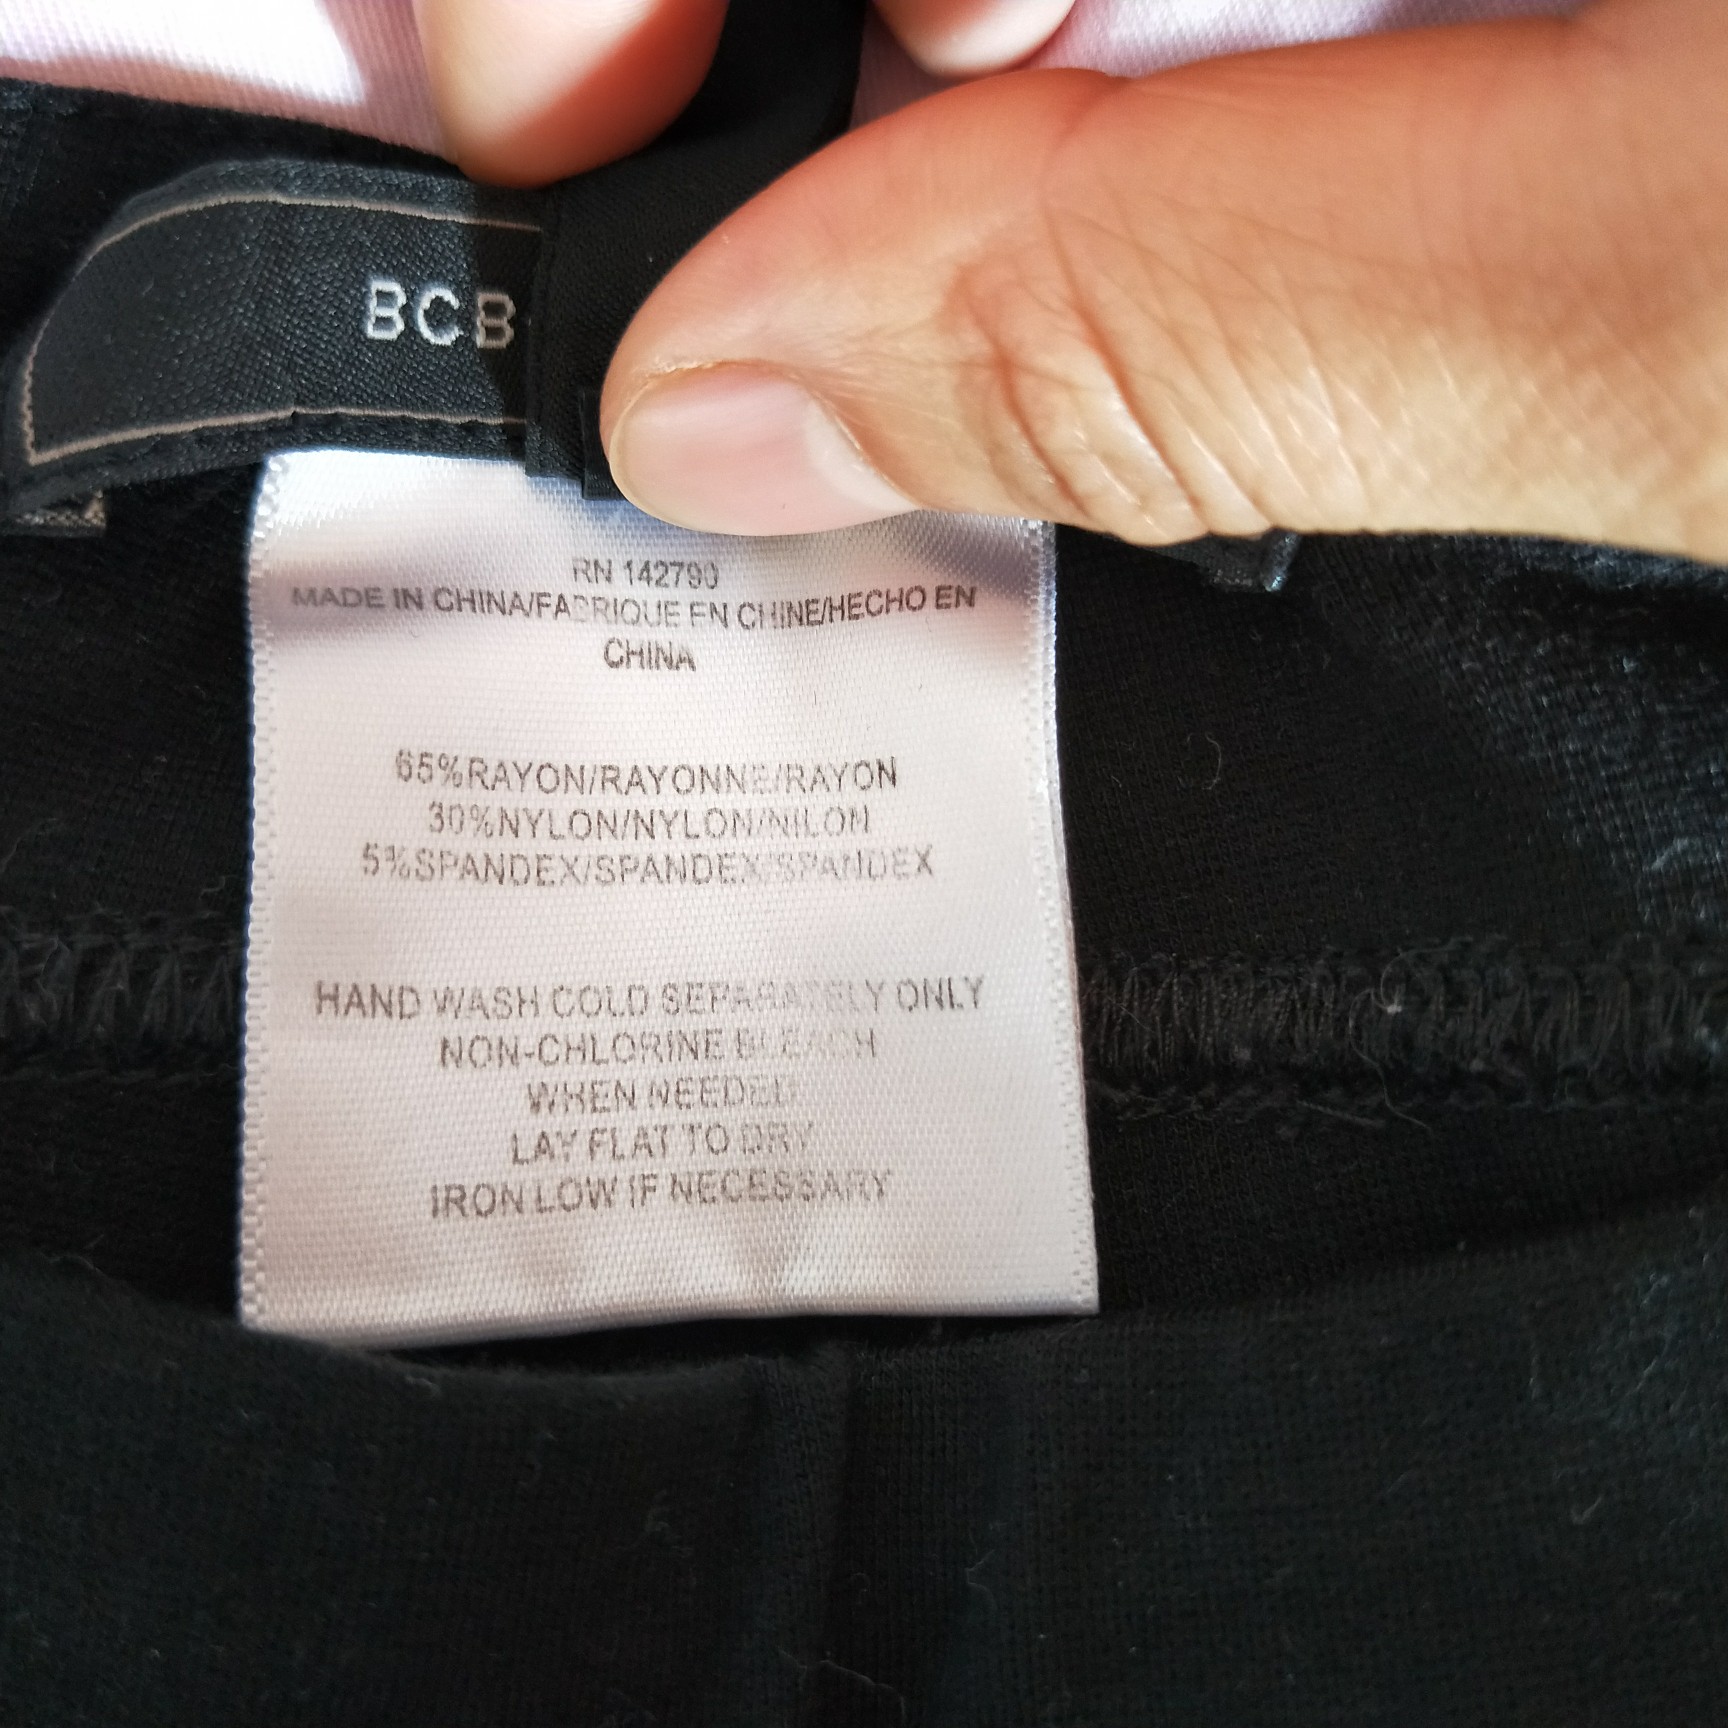 BCB
RN 142790
MADE IN CHINA/FABRIQUE EN CHINE/HECHO EN
CHINA
65%RAYON/RAYONNE/RAYON
30%NYLON/NYLON/NILON
5%SPANDEX/SPANDEX/SPANDEX
HAND WASH COLD SEPARATELY ONLY
NON-CHLORINE BLEACH
WHEN NEEDED
LAY FLAT TO DRY
IRON LOW IF NECESSARY